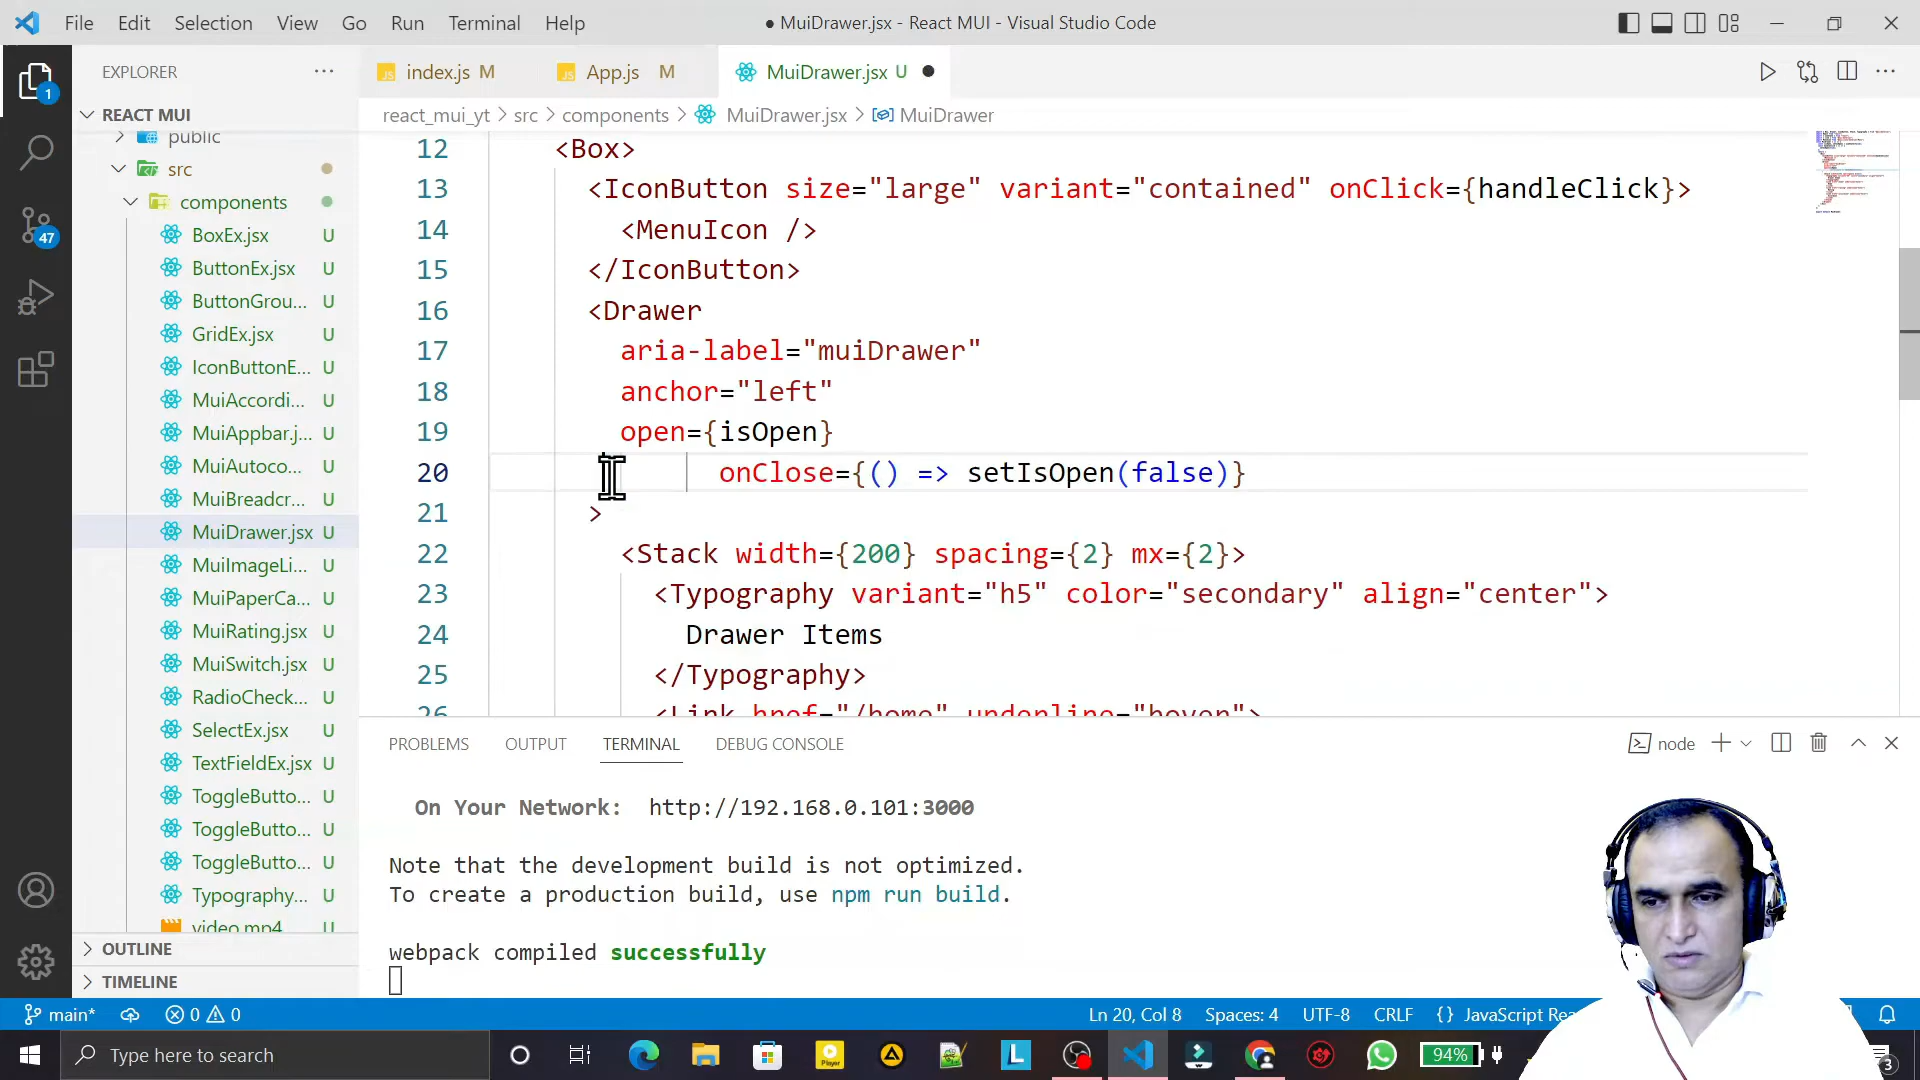 File Edit Selection View Go Run Terminal Help
● MuiDrawer.jsx - React MUI - Visual Studio Code
EXPLORER
index.js M
App.js M
MuiDrawer.jsx U
1
REACT MUI
react_mui_yt > src > components > MuiDrawer.jsx > MuiDrawer
public
src
components
BoxEx.jsx U
ButtonEx.jsx U
ButtonGrou... U
GridEx.jsx U
IconButtonE... U
MuiAccordi... U
MuiAppbar.j... U
MuiAutoco... U
MuiBreadcr... U
MuiDrawer.jsx U
MuiImageLi... U
MuiPaperCa... U
MuiRating.jsx U
MuiSwitch.jsx U
RadioCheck... U
SelectEx.jsx U
TextFieldEx.jsx U
ToggleButto... U
ToggleButto... U
ToggleButto... U
Typography... U
video.mp4 U
OUTLINE
TIMELINE
47
12 <Box>
13 <IconButton size="large" variant="contained" onClick={handleClick}>
14 <MenuIcon />
15 </IconButton>
16 <Drawer
17 aria-label="muiDrawer"
18 anchor="left"
19 open={isOpen}
20 onClose={() => setIsOpen(false)}
21 >
22 <Stack width={200} spacing={2} mx={2}>
23 <Typography variant="h5" color="secondary" align="center">
24 Drawer Items
25 </Typography>
26 <Link href="/home" underline="hover">
PROBLEMS OUTPUT TERMINAL DEBUG CONSOLE
node
On Your Network: http://192.168.0.101:3000
Note that the development build is not optimized.
To create a production build, use npm run build.
webpack compiled successfully
main* 0 0
Ln 20, Col 8 Spaces: 4 UTF-8 CRLF {} JavaScript Rea
Type here to search
Player
L
94%
3